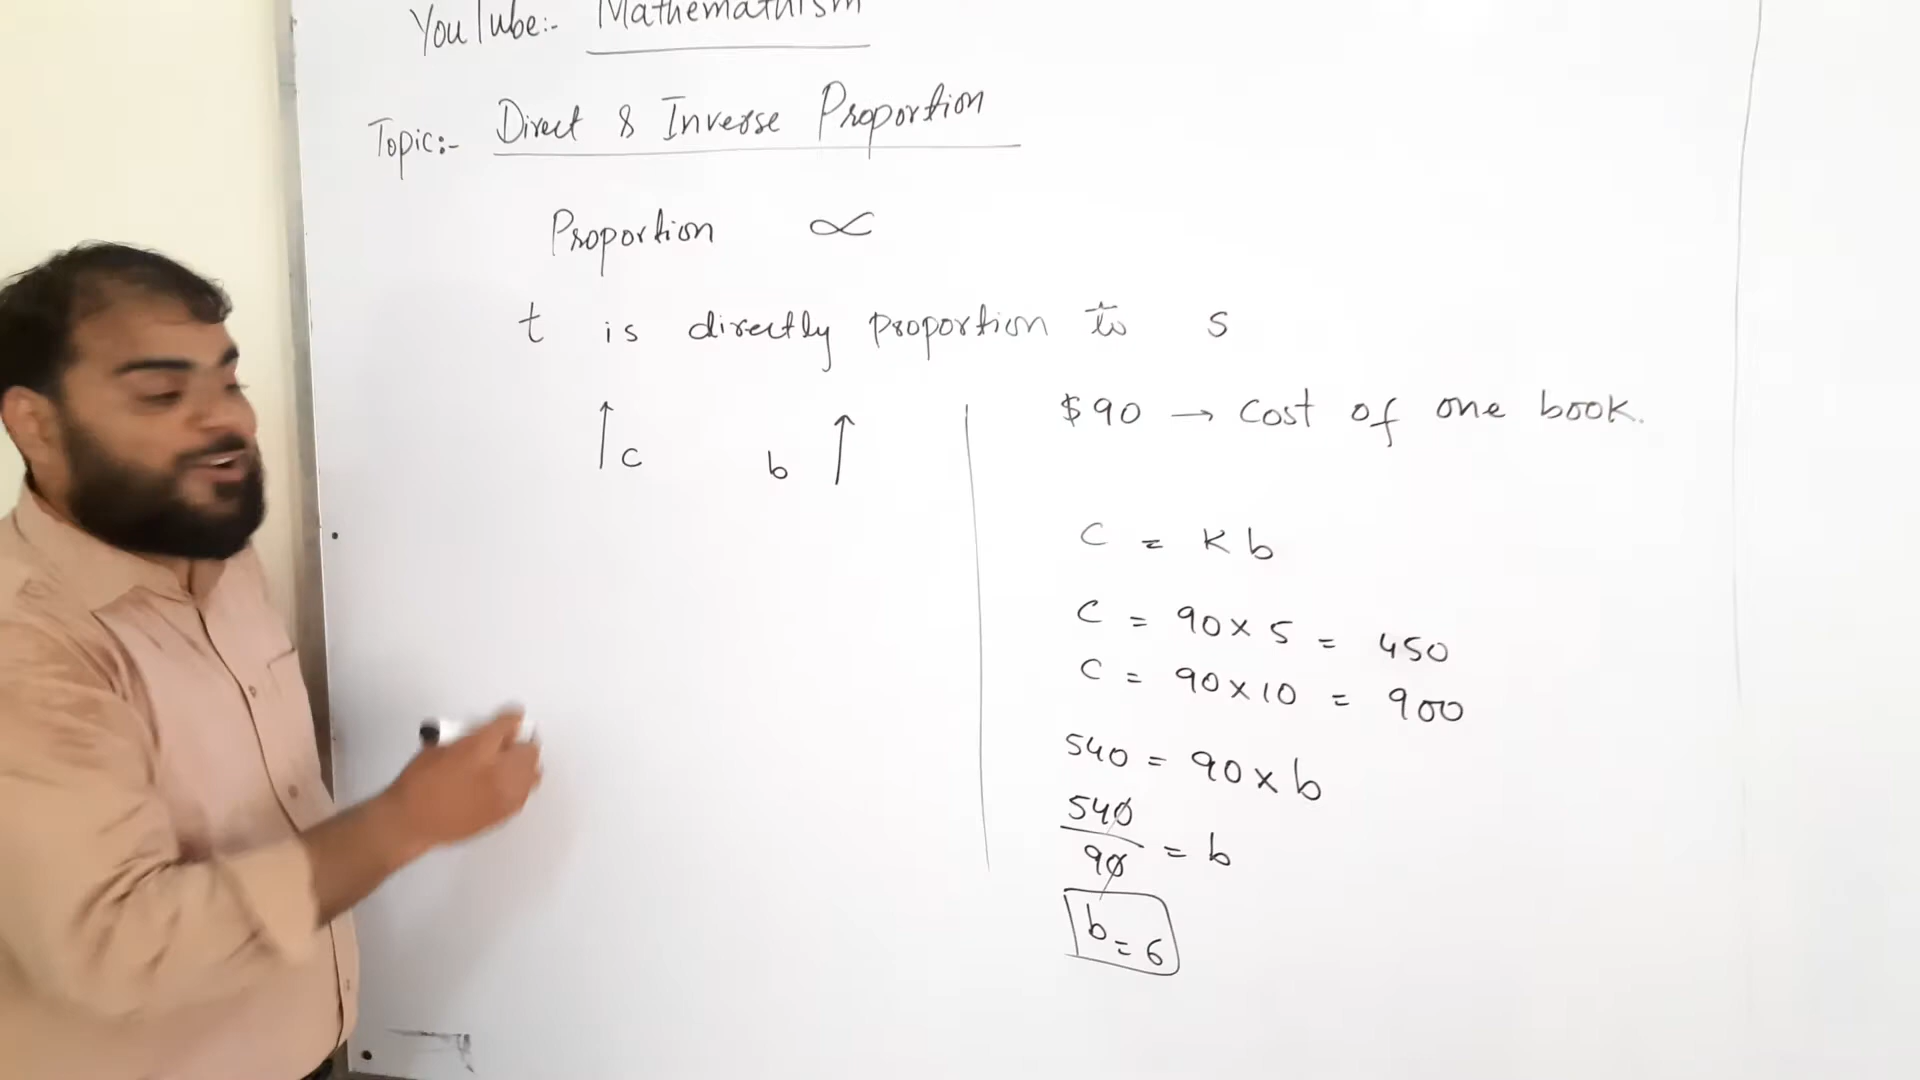 YouTube:- Mathemathism
Topic:- Direct & Inverse Proportion
Proportion ∝
t is directly proportion to s
↑c b ↑
$90 → Cost of one book.
C = K b
C = 90 x 5 = 450
C = 90 x 10 = 900
540 = 90 x b
540/90 = b
b = 6